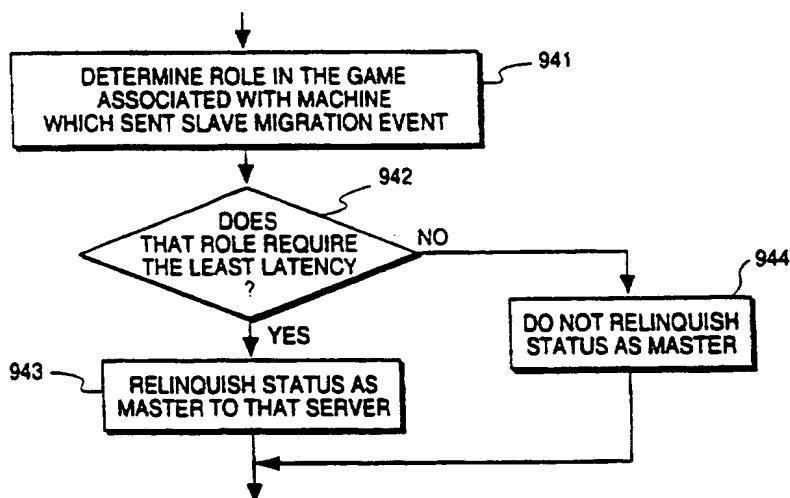 DETERMINE ROLE IN THE GAME
ASSOCIATED WITH MACHINE
WHICH SENT SLAVE MIGRATION EVENT
941
942
DOES
THAT ROLE REQUIRE
THE LEAST LATENCY
?
NO
YES
944
DO NOT RELINQUISH
STATUS AS MASTER
943
RELINQUISH STATUS AS
MASTER TO THAT SERVER